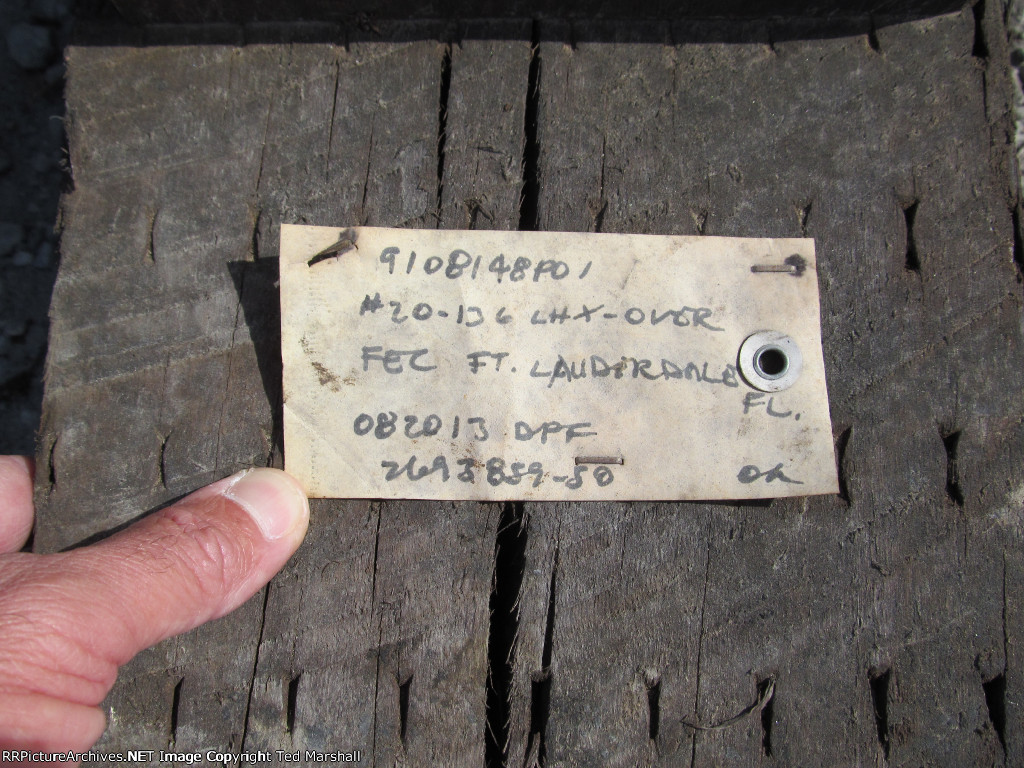 9108148P01
#20-136 LH X-OVER
FEC FT. LAUDERDALE
FL.
082013 DPF
2693859-50 OK
RRPictureArchives.NET Image Copyright Ted Marshall